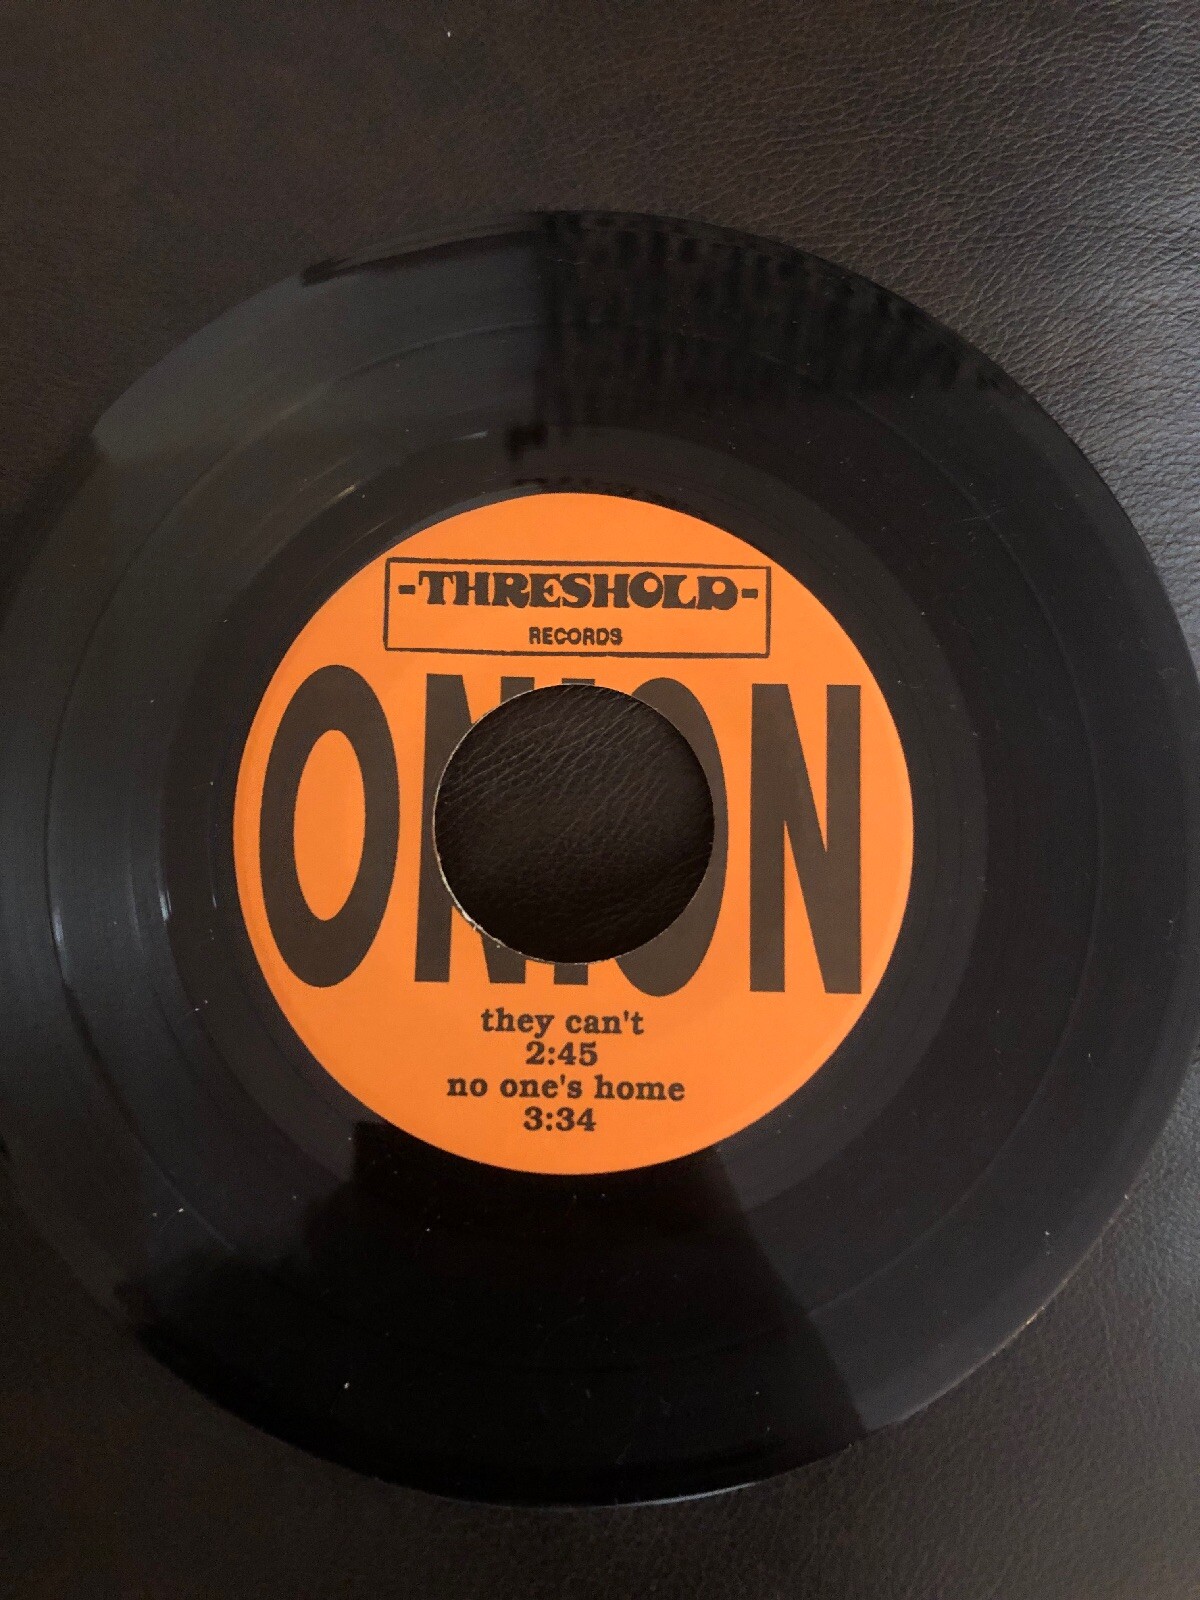 -THRESHOLD-
RECORDS
ONION
they can't
2:45
no one's home
3:34